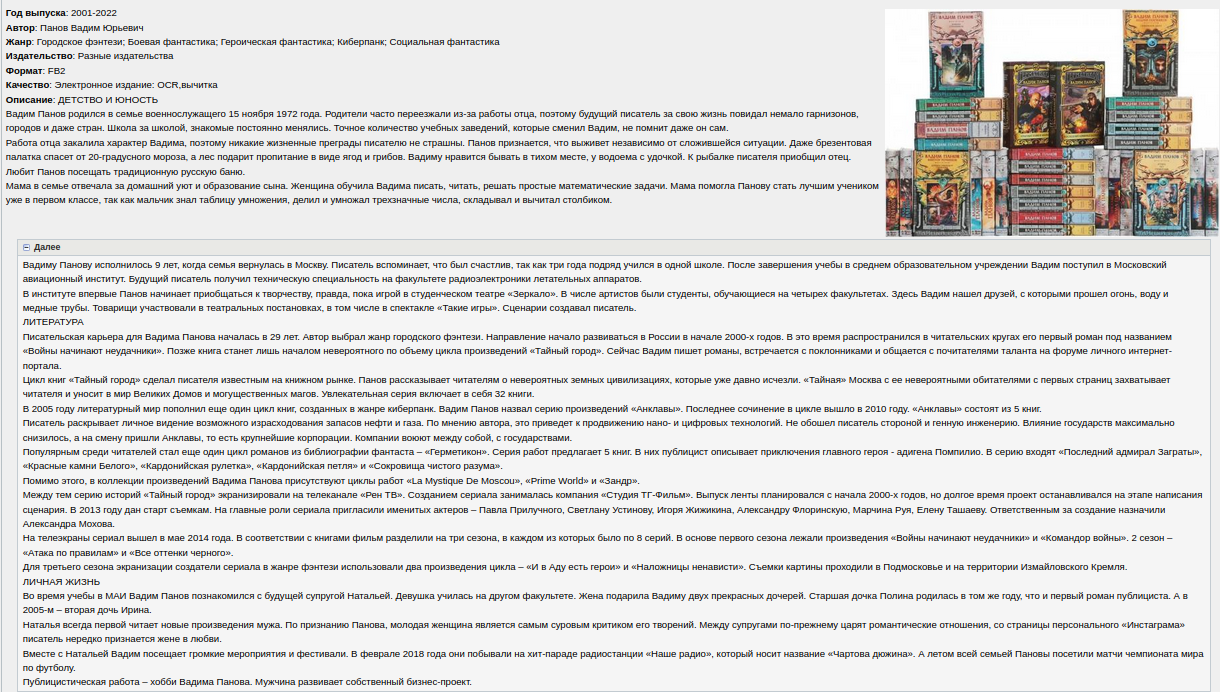 Год выпуска: 2001-2022
Автор: Панов Вадим Юрьевич
Жанр: Городское фэнтези; Боевая фантастика; Героическая фантастика; Киберпанк; Социальная фантастика
Издательство: Разные издательства
Формат: FB2
Качество: Электронное издание: OCR,вычитка
Описание: ДЕТСТВО И ЮНОСТЬ
Вадим Панов родился в семье военнослужащего 15 ноября 1972 года. Родители часто переезжали из-за работы отца, поэтому будущий писатель за свою жизнь повидал немало гарнизонов,
городов и даже стран. Школа за школой, знакомые постоянно менялись. Точное количество учебных заведений, которые сменил Вадим, не помнит даже он сам.
Работа отца закалила характер Вадима, поэтому никакие жизненные преграды писателю не страшны. Панов признается, что выживет независимо от сложившейся ситуации. Даже брезентовая
палатка спасет от 20-градусного мороза, а лес подарит пропитание в виде ягод и грибов. Вадиму нравится бывать в тихом месте, у водоема с удочкой. К рыбалке писателя приобщил отец.
Любит Панов посещать традиционную русскую баню.
Мама в семье отвечала за домашний уют и образование сына. Женщина обучила Вадима писать, читать, решать простые математические задачи. Мама помогла Панову стать лучшим учеником
уже в первом классе, так как мальчик знал таблицу умножения, делил и умножал трехзначные числа, складывал и вычитал столбиком.
Далее
Вадиму Панову исполнилось 9 лет, когда семья вернулась в Москву. Писатель вспоминает, что был счастлив, так как три года подряд учился в одной школе. После завершения учебы в среднем образовательном учреждении Вадим поступил в Московский
авиационный институт. Будущий писатель получил техническую специальность на факультете радиоэлектроники летательных аппаратов.
В институте впервые Панов начинает приобщаться к творчеству, правда, пока игрой в студенческом театре «Зеркало». В числе артистов были студенты, обучающиеся на четырех факультетах. Здесь Вадим нашел друзей, с которыми прошел огонь, воду и
медные трубы. Товарищи участвовали в театральных постановках, в том числе в спектакле «Такие игры». Сценарии создавал писатель.
ЛИТЕРАТУРА
Писательская карьера для Вадима Панова началась в 29 лет. Автор выбрал жанр городского фэнтези. Направление начало развиваться в России в начале 2000-х годов. В это время распространился в читательских кругах его первый роман под названием
«Войны начинают неудачники». Позже книга станет лишь началом невероятного по объему цикла произведений «Тайный город». Сейчас Вадим пишет романы, встречается с поклонниками и общается с почитателями таланта на форуме личного интернет-
портала.
Цикл книг «Тайный город» сделал писателя известным на книжном рынке. Панов рассказывает читателям о невероятных земных цивилизациях, которые уже давно исчезли. «Тайная» Москва с ее невероятными обитателями с первых страниц захватывает
читателя и уносит в мир Великих Домов и могущественных магов. Увлекательная серия включает в себя 32 книги.
В 2005 году литературный мир пополнил еще один цикл книг, созданных в жанре киберпанк. Вадим Панов назвал серию произведений «Анклавы». Последнее сочинение в цикле вышло в 2010 году. «Анклавы» состоят из 5 книг.
Писатель раскрывает личное видение возможного израсходования запасов нефти и газа. По мнению автора, это приведет к продвижению нано- и цифровых технологий. Не обошел писатель стороной и генную инженерию. Влияние государств максимально
снизилось, а на смену пришли Анклавы, то есть крупнейшие корпорации. Компании воюют между собой, с государствами.
Популярным среди читателей стал еще один цикл романов из библиографии фантаста – «Герметикон». Серия работ предлагает 5 книг. В них публицист описывает приключения главного героя - адигена Помпилио. В серию входят «Последний адмирал Заграты»,
«Красные камни Белого», «Кардонийская рулетка», «Кардонийская петля» и «Сокровища чистого разума».
Помимо этого, в коллекции произведений Вадима Панова присутствуют циклы работ «La Mystique De Moscou», «Prime World» и «Зандр».
Между тем серию историй «Тайный город» экранизировали на телеканале «Рен ТВ». Созданием сериала занималась компания «Студия ТГ-Фильм». Выпуск ленты планировался с начала 2000-х годов, но долгое время проект останавливался на этапе написания
сценария. В 2013 году дан старт съемкам. На главные роли сериала пригласили именитых актеров – Павла Прилучного, Светлану Устинову, Игоря Жижикина, Александру Флоринскую, Марчина Руя, Елену Ташаеву. Ответственным за создание назначили
Александра Мохова.
На телеэкраны сериал вышел в мае 2014 года. В соответствии с книгами фильм разделили на три сезона, в каждом из которых было по 8 серий. В основе первого сезона лежали произведения «Войны начинают неудачники» и «Командор войны». 2 сезон –
«Атака по правилам» и «Все оттенки черного».
Для третьего сезона экранизации создатели сериала в жанре фэнтези использовали два произведения цикла – «И в Аду есть герои» и «Наложницы ненависти». Съемки картины проходили в Подмосковье и на территории Измайловского Кремля.
ЛИЧНАЯ ЖИЗНЬ
Во время учебы в МАИ Вадим Панов познакомился с будущей супругой Натальей. Девушка училась на другом факультете. Жена подарила Вадиму двух прекрасных дочерей. Старшая дочка Полина родилась в том же году, что и первый роман публициста. А в
2005-м – вторая дочь Ирина.
Наталья всегда первой читает новые произведения мужа. По признанию Панова, молодая женщина является самым суровым критиком его творений. Между супругами по-прежнему царят романтические отношения, со страницы персонального «Инстаграма»
писатель нередко признается жене в любви.
Вместе с Натальей Вадим посещает громкие мероприятия и фестивали. В феврале 2018 года они побывали на хит-параде радиостанции «Наше радио», который носит название «Чартова дюжина». А летом всей семьей Пановы посетили матчи чемпионата мира
по футболу.
Публицистическая работа – хобби Вадима Панова. Мужчина развивает собственный бизнес-проект.